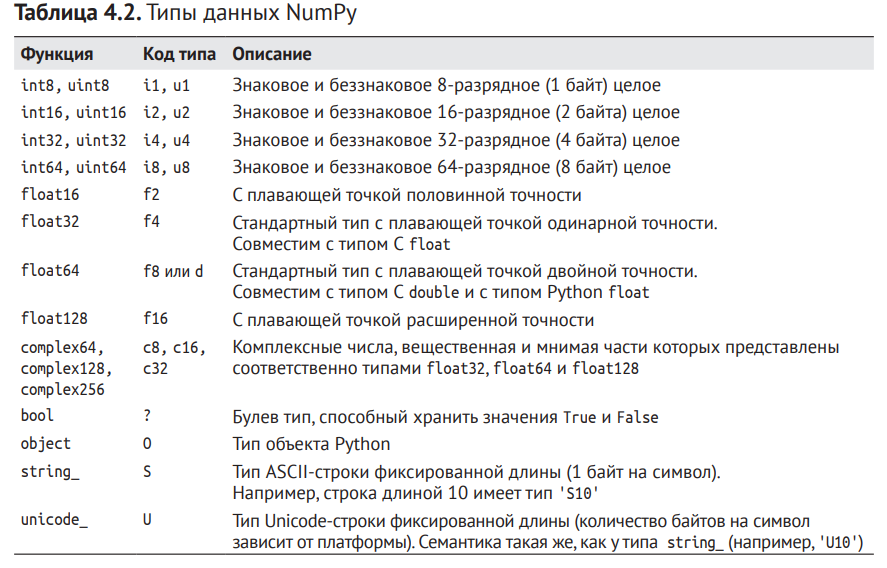 Таблица 4.2. Типы данных NumPy
Функция Код типа Описание
int8, uint8 i1, u1 Знаковое и беззнаковое 8-разрядное (1 байт) целое
int16, uint16 i2, u2 Знаковое и беззнаковое 16-разрядное (2 байта) целое
int32, uint32 i4, u4 Знаковое и беззнаковое 32-разрядное (4 байта) целое
int64, uint64 i8, u8 Знаковое и беззнаковое 64-разрядное (8 байт) целое
float16 f2 С плавающей точкой половинной точности
float32 f4 Стандартный тип с плавающей точкой одинарной точности.
Совместим с типом C float
float64 f8 или d Стандартный тип с плавающей точкой двойной точности.
Совместим с типом C double и с типом Python float
float128 f16 С плавающей точкой расширенной точности
complex64, c8, c16, Комплексные числа, вещественная и мнимая части которых представлены
complex128, c32 соответственно типами float32, float64 и float128
complex256
bool ? Булев тип, способный хранить значения True и False
object O Тип объекта Python
string_ S Тип ASCII-строки фиксированной длины (1 байт на символ).
Например, строка длиной 10 имеет тип 'S10'
unicode_ U Тип Unicode-строки фиксированной длины (количество байтов на символ
зависит от платформы). Семантика такая же, как у типа string_ (например, 'U10')